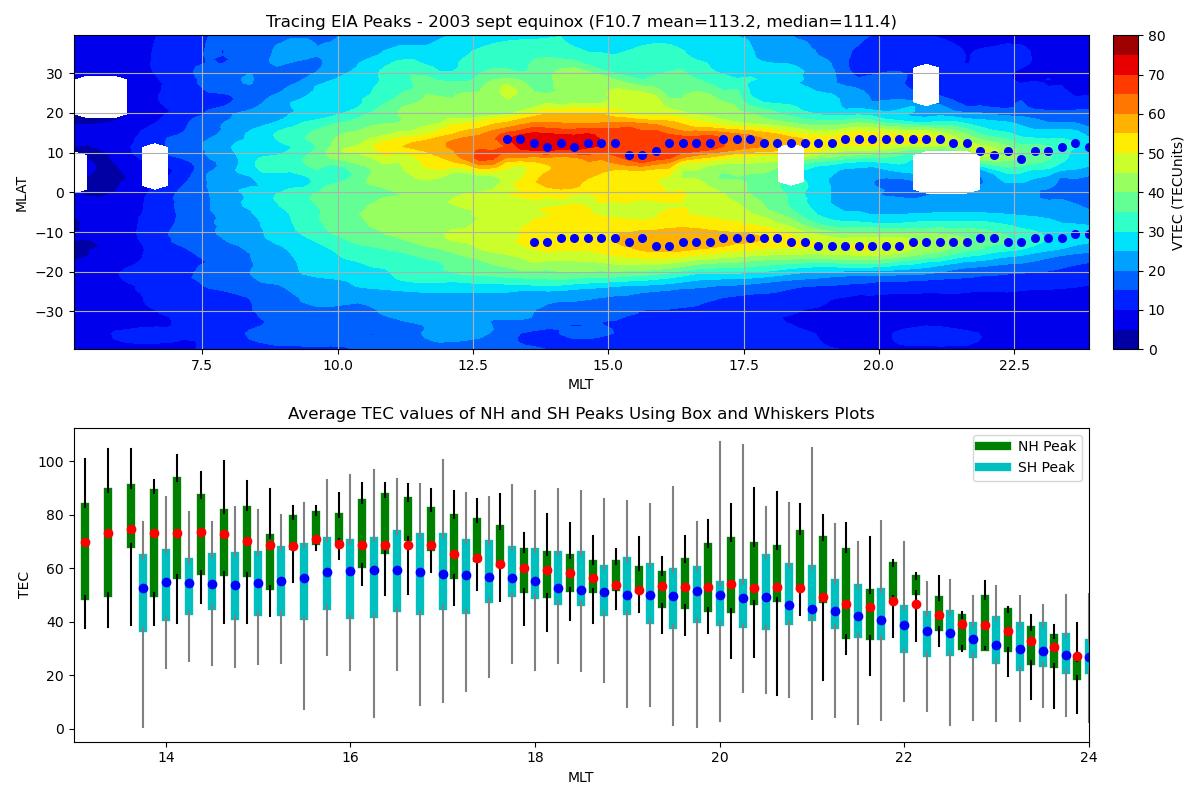 Tracing EIA Peaks - 2003 sept equinox (F10.7 mean=113.2, median=111.4)
30
20
10
0
−10
−20
−30
MLAT
7.5 10.0 12.5 15.0 17.5 20.0 22.5
MLT
80
70
60
50
40
30
20
10
0
VTEC (TECUnits)
Average TEC values of NH and SH Peaks Using Box and Whiskers Plots
NH Peak
SH Peak
100
80
60
40
20
0
TEC
14 16 18 20 22 24
MLT